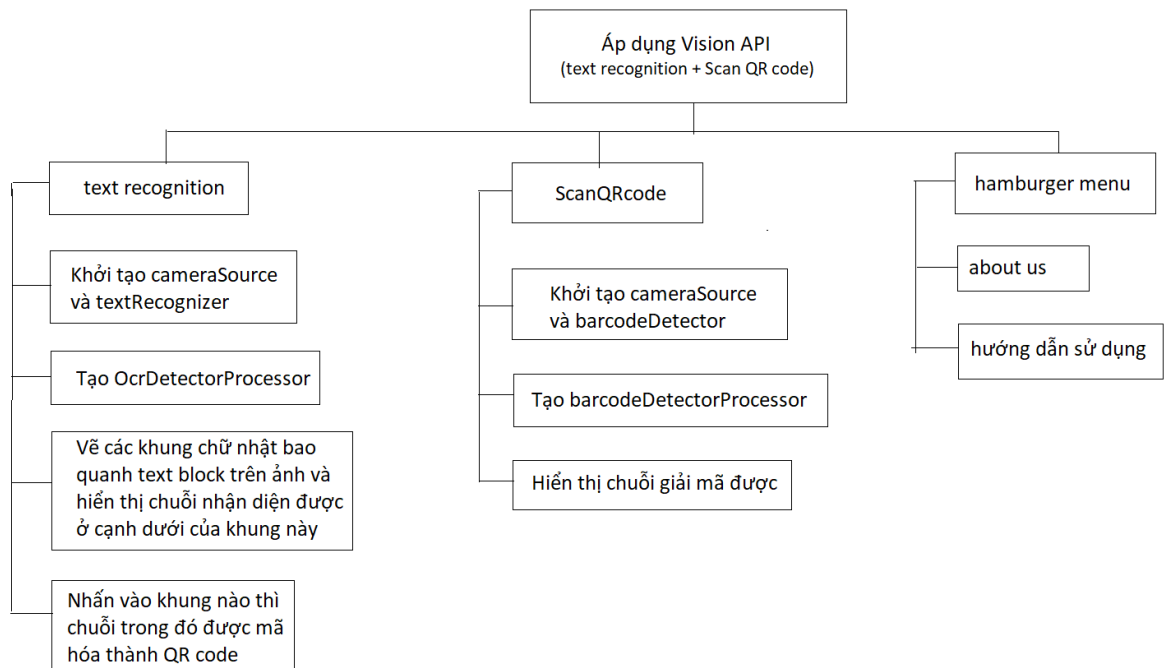 Áp dụng Vision API
(text recognition + Scan QR code)
text recognition
Khởi tạo cameraSource
và textRecognizer
Tạo OcrDetectorProcessor
Vẽ các khung chữ nhật bao
quanh text block trên ảnh và
hiển thị chuỗi nhận diện được
ở cạnh dưới của khung này
Nhấn vào khung nào thì
chuỗi trong đó được mã
hóa thành QR code
ScanQRcode
Khởi tạo cameraSource
và barcodeDetector
Tạo barcodeDetectorProcessor
Hiển thị chuỗi giải mã được
hamburger menu
about us
hướng dẫn sử dụng